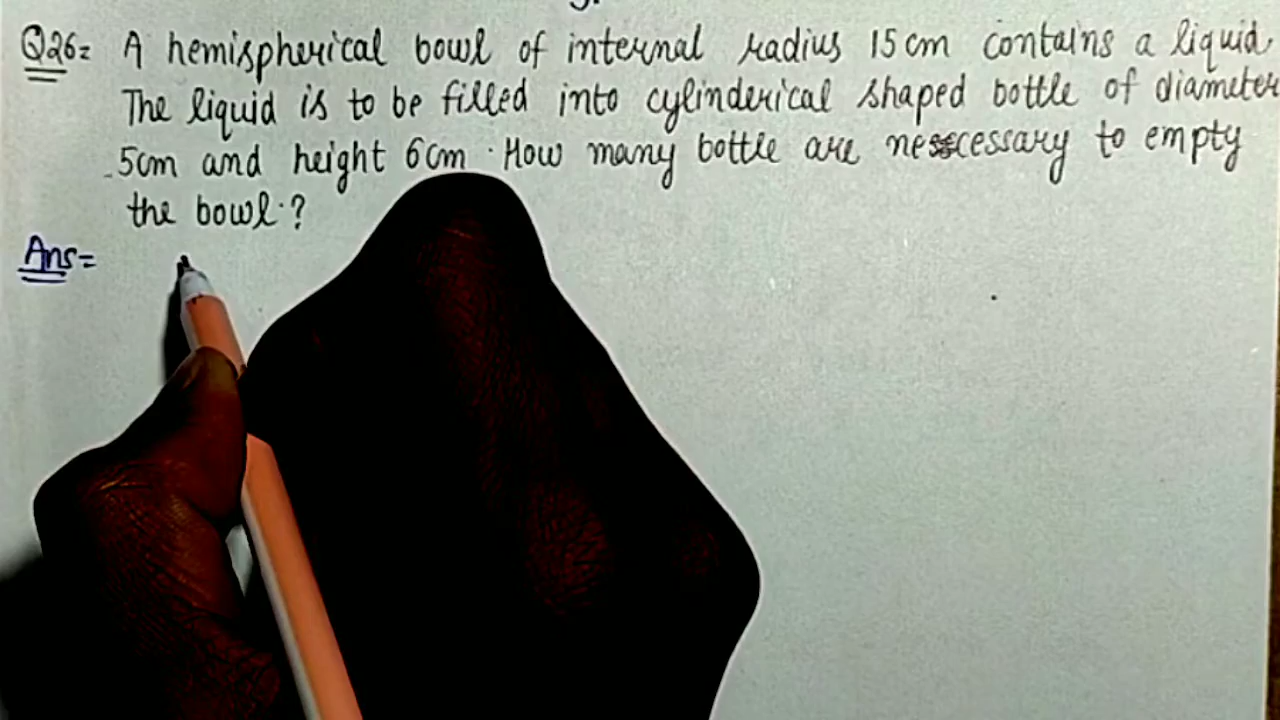 Q26= A hemispherical bowl of internal radius 15cm contains a liquid.
The liquid is to be filled into cylinderical shaped bottle of diameter
5cm and height 6cm. How many bottle are nesscessary to empty
the bowl.?
Ans=